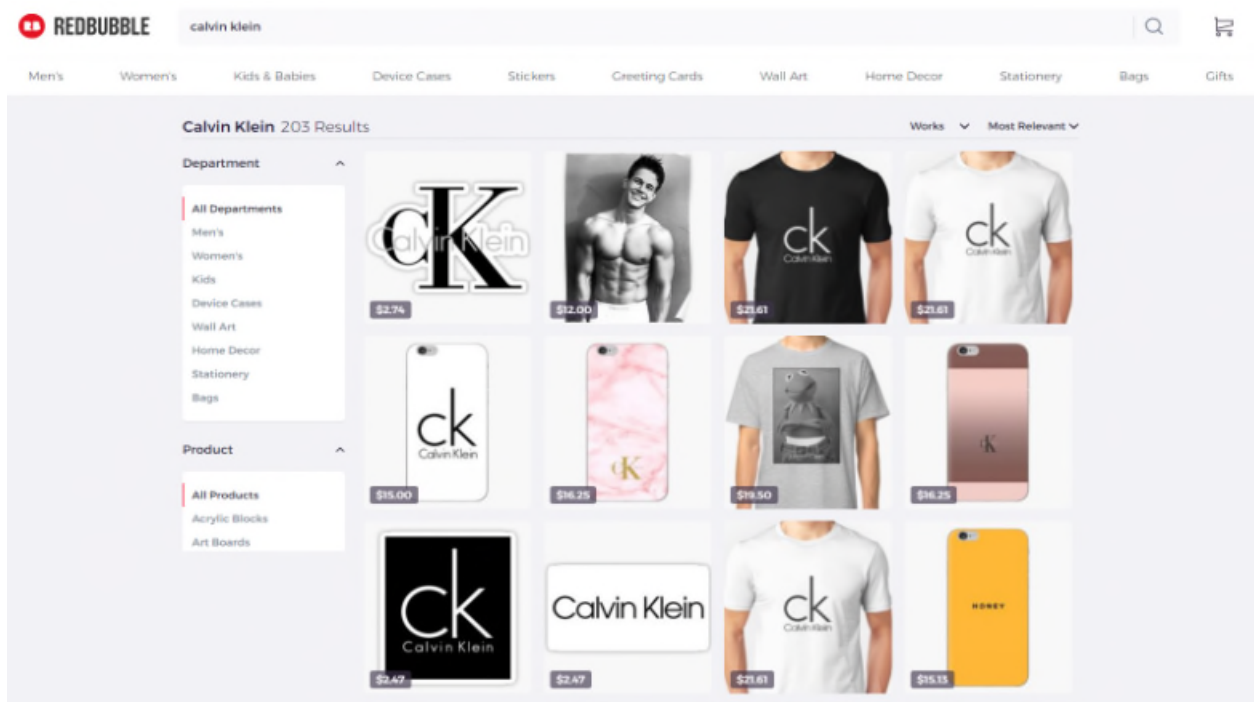 RB REDBUBBLE
calvin klein
Men's Women's Kids & Babies Device Cases Stickers Greeting Cards Wall Art Home Decor Stationery Bags Gifts
Calvin Klein 203 Results
Works Most Relevant
Department
All Departments
Men's
Women's
Kids
Device Cases
Wall Art
Home Decor
Stationery
Bags
Product
All Products
Acrylic Blocks
Art Boards
cK
Calvin Klein
$2.74
$12.00
ck
Calvin Klein
$21.61
ck
Calvin Klein
$21.61
ck
Calvin Klein
$15.00
cK
$16.25
$19.50
cK
$16.25
ck
Calvin Klein
$2.47
Calvin Klein
$2.47
ck
Calvin Klein
$21.61
HONEY
$15.13